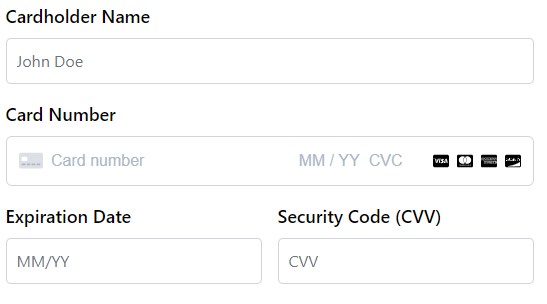 Cardholder Name
John Doe
Card Number
Card number MM / YY CVC VISA
Expiration Date Security Code (CVV)
MM/YY CVV